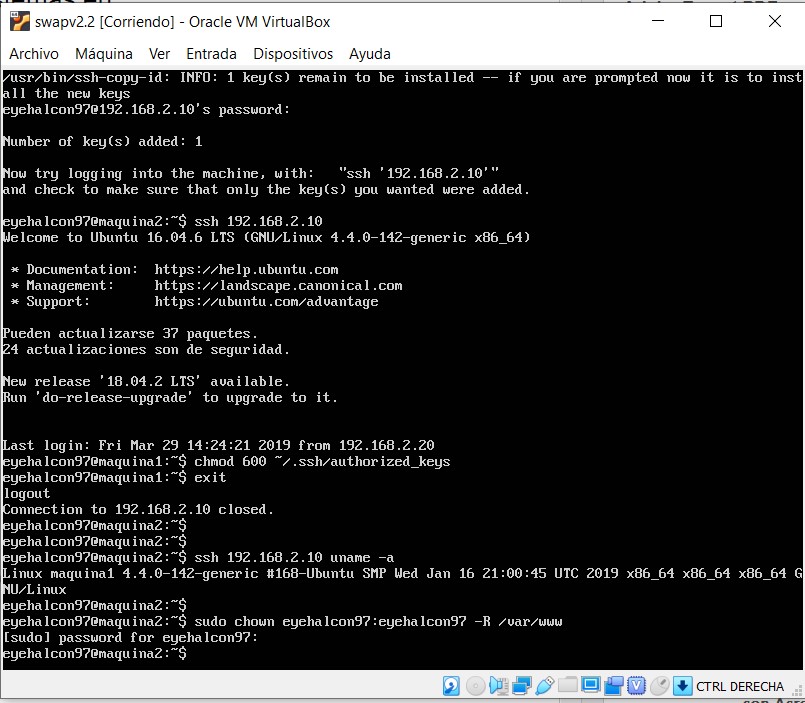 swapv2.2 [Corriendo] - Oracle VM VirtualBox
Archivo Máquina Ver Entrada Dispositivos Ayuda
/usr/bin/ssh-copy-id: INFO: 1 key(s) remain to be installed -- if you are prompted now it is to inst
all the new keys
eyehalcon97@192.168.2.10's password:
Number of key(s) added: 1
Now try logging into the machine, with:   "ssh '192.168.2.10'"
and check to make sure that only the key(s) you wanted were added.
eyehalcon97@maquina2:~$ ssh 192.168.2.10
Welcome to Ubuntu 16.04.6 LTS (GNU/Linux 4.4.0-142-generic x86_64)
* Documentation:  https://help.ubuntu.com
* Management:     https://landscape.canonical.com
* Support:        https://ubuntu.com/advantage
Pueden actualizarse 37 paquetes.
24 actualizaciones son de seguridad.
New release '18.04.2 LTS' available.
Run 'do-release-upgrade' to upgrade to it.
Last login: Fri Mar 29 14:24:21 2019 from 192.168.2.20
eyehalcon97@maquina1:~$ chmod 600 ~/.ssh/authorized_keys
eyehalcon97@maquina1:~$ exit
logout
Connection to 192.168.2.10 closed.
eyehalcon97@maquina2:~$
eyehalcon97@maquina2:~$
eyehalcon97@maquina2:~$ ssh 192.168.2.10 uname -a
Linux maquina1 4.4.0-142-generic #168-Ubuntu SMP Wed Jan 16 21:00:45 UTC 2019 x86_64 x86_64 x86_64 G
NU/Linux
eyehalcon97@maquina2:~$
eyehalcon97@maquina2:~$ sudo chown eyehalcon97:eyehalcon97 -R /var/www
[sudo] password for eyehalcon97:
eyehalcon97@maquina2:~$
CTRL DERECHA